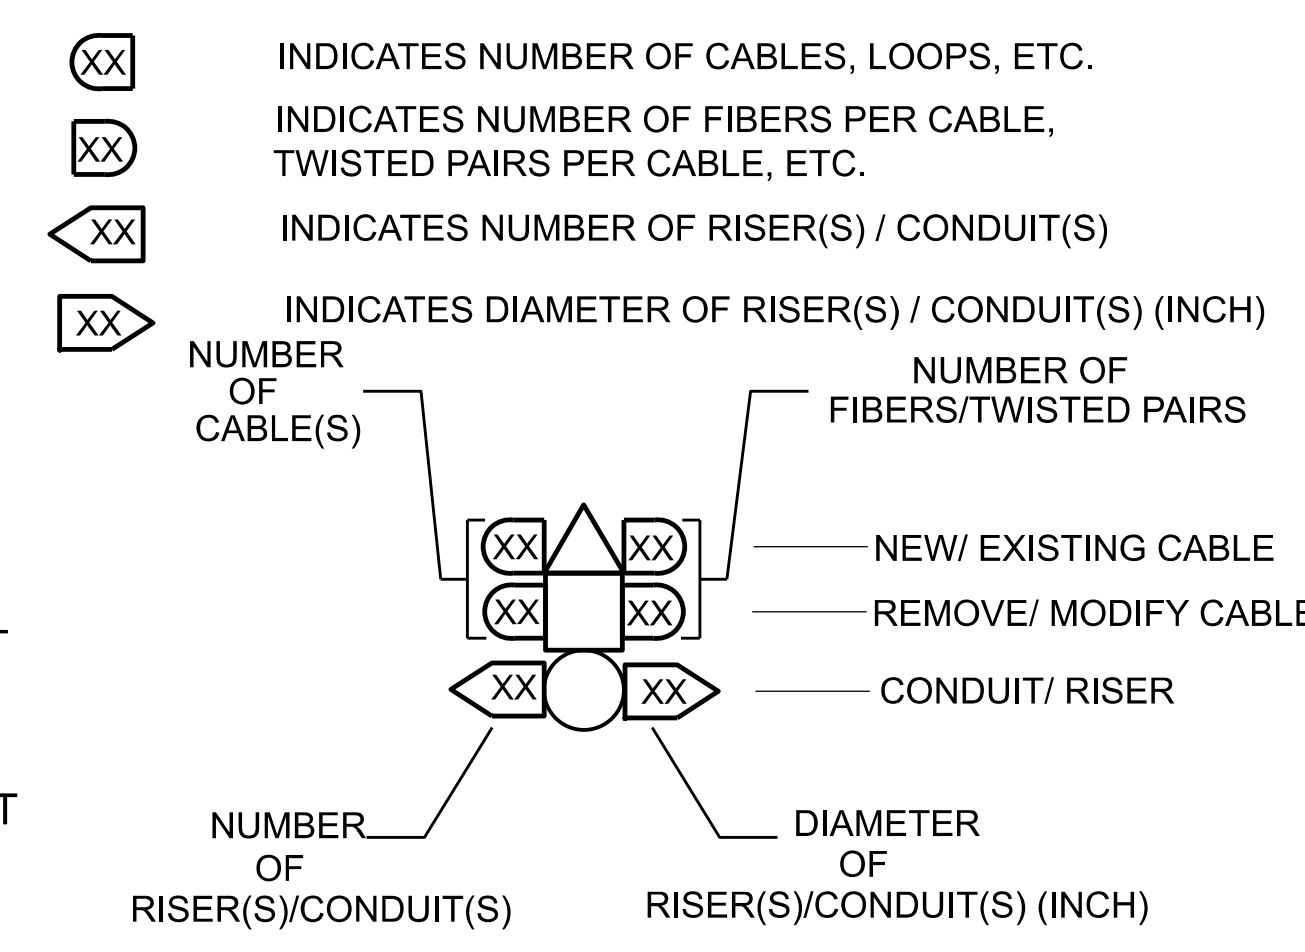 XX INDICATES NUMBER OF CABLES, LOOPS, ETC.
XX INDICATES NUMBER OF FIBERS PER CABLE,
TWISTED PAIRS PER CABLE, ETC.
XX INDICATES NUMBER OF RISER(S) / CONDUIT(S)
XX INDICATES DIAMETER OF RISER(S) / CONDUIT(S) (INCH)
NUMBER
OF
CABLE(S)
NUMBER OF
FIBERS/TWISTED PAIRS
XX XX NEW/ EXISTING CABLE
XX XX REMOVE/ MODIFY CABLE
XX XX CONDUIT/ RISER
T
NUMBER
OF
RISER(S)/CONDUIT(S)
DIAMETER
OF
RISER(S)/CONDUIT(S) (INCH)